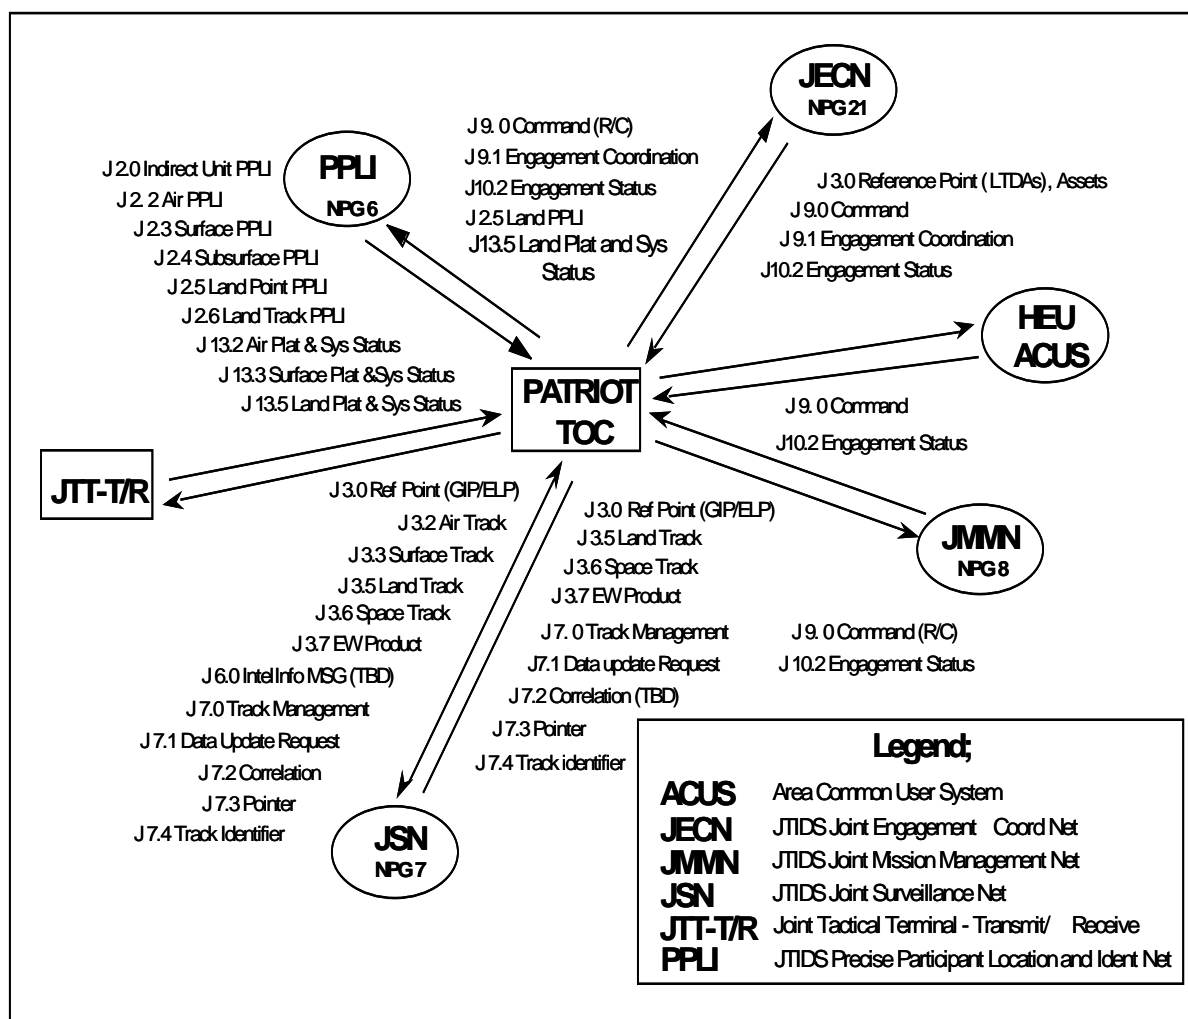 JECN
NPG 21
J 9. 0 Command (R/C)
J 9.1 Engagement Coordination
J10.2 Engagement Status
J 2.5 Land PPLI
J13.5 Land Plat and Sys
Status
PPLI
NPG 6
J 2.0 Indirect Unit PPLI
J 2. 2 Air PPLI
J 2.3 Surface PPLI
J 2.4 Subsurface PPLI
J 2.5 Land Point PPLI
J 2.6 Land Track PPLI
J 13.2 Air Plat & Sys Status
J 13.3 Surface Plat &Sys Status
J 13.5 Land Plat & Sys Status
J 3.0 Reference Point ( LTDAs), Assets
J 9.0 Command
J 9.1 Engagement Coordination
J10.2 Engagement Status
HEU
ACUS
PATRIOT
TOC
J 9. 0 Command
J10.2 Engagement Status
JTT-T/R
JMMN
NPG 8
J 3.0 Ref Point (GIP/ELP)
J 3.2 Air Track
J 3.3 Surface Track
J 3.5 Land Track
J 3.6 Space Track
J 3.7 EW Product
J 6.0 Intel Info MSG (TBD)
J 7.0 Track Management
J 7.1 Data Update Request
J 7.2 Correlation
J 7.3 Pointer
J 7.4 Track Identifier
J 3.0 Ref Point (GIP/ELP)
J 3.5 Land Track
J 3.6 Space Track
J 3.7 EW Product
J 7. 0 Track Management
J7.1 Data update Request
J 7.2 Correlation (TBD)
J 7.3 Pointer
J 7.4 Track identifier
J 9. 0 Command (R/C)
J 10.2 Engagement Status
JSN
NPG 7
Legend;
ACUS Area Common User System
JECN JTIDS Joint Engagement Coord Net
JMMN JTIDS Joint Mission Management Net
JSN JTIDS Joint Surveillance Net
JTT-T/R Joint Tactical Terminal - Transmit/ Receive
PPLI JTIDS Precise Participant Location and Ident Net